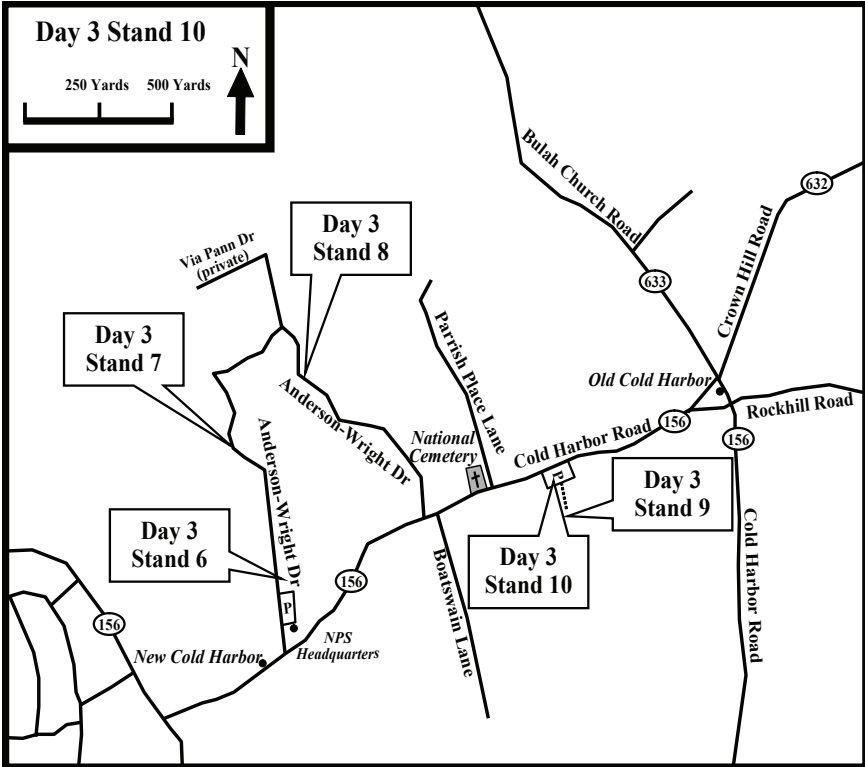 Day 3 Stand 10
250 Yards 500 Yards
N
Bulah Church Road
632
Crown Hill Road
633
Via Pann Dr
(private)
Day 3
Stand 8
Day 3
Stand 7
Parrish Place Lane
Old Cold Harbor
Anderson-Wright Dr
Rockhill Road
National
Cemetery
Cold Harbor Road
156
156
P
Day 3
Stand 9
Anderson-Wright Dr
Day 3
Stand 6
Day 3
Stand 10
Boatswain Lane
Cold Harbor Road
156
P
156
New Cold Harbor
NPS
Headquarters